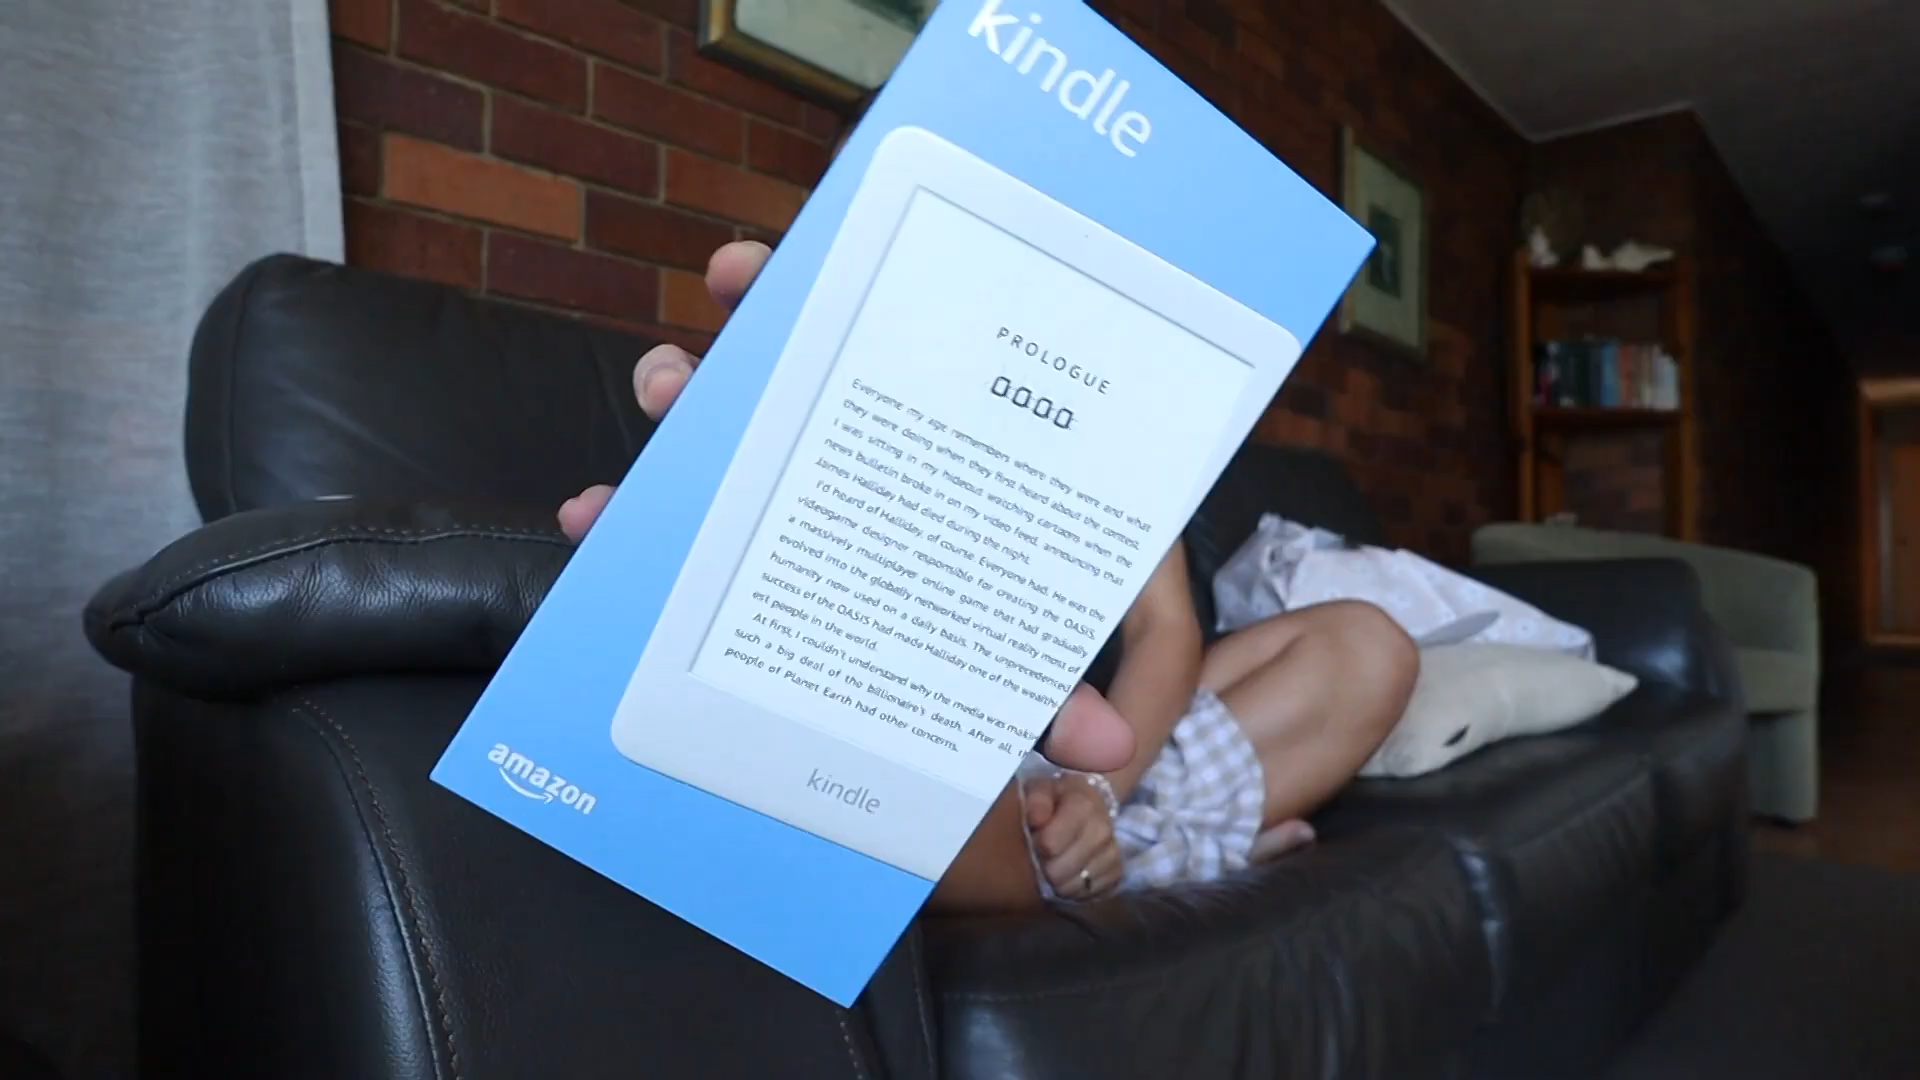 kindle
PROLOGUE
0000
Everyone my age remembers where they were and what
they were doing when they first heard about the contest.
I was sitting in my hideout watching cartoons when the
news bulletin broke in on my video feed, announcing that
James Halliday had died during the night.
I'd heard of Halliday, of course. Everyone had. He was the
videogame designer responsible for creating the OASIS,
a massively multiplayer online game that had gradually
evolved into the globally networked virtual reality most of
humanity now used on a daily basis. The unprecedented
success of the OASIS had made Halliday one of the wealthi-
est people in the world.
At first, I couldn't understand why the media was makin
such a big deal of the billionaire's death. After all, th
people of Planet Earth had other concerns.
kindle
amazon